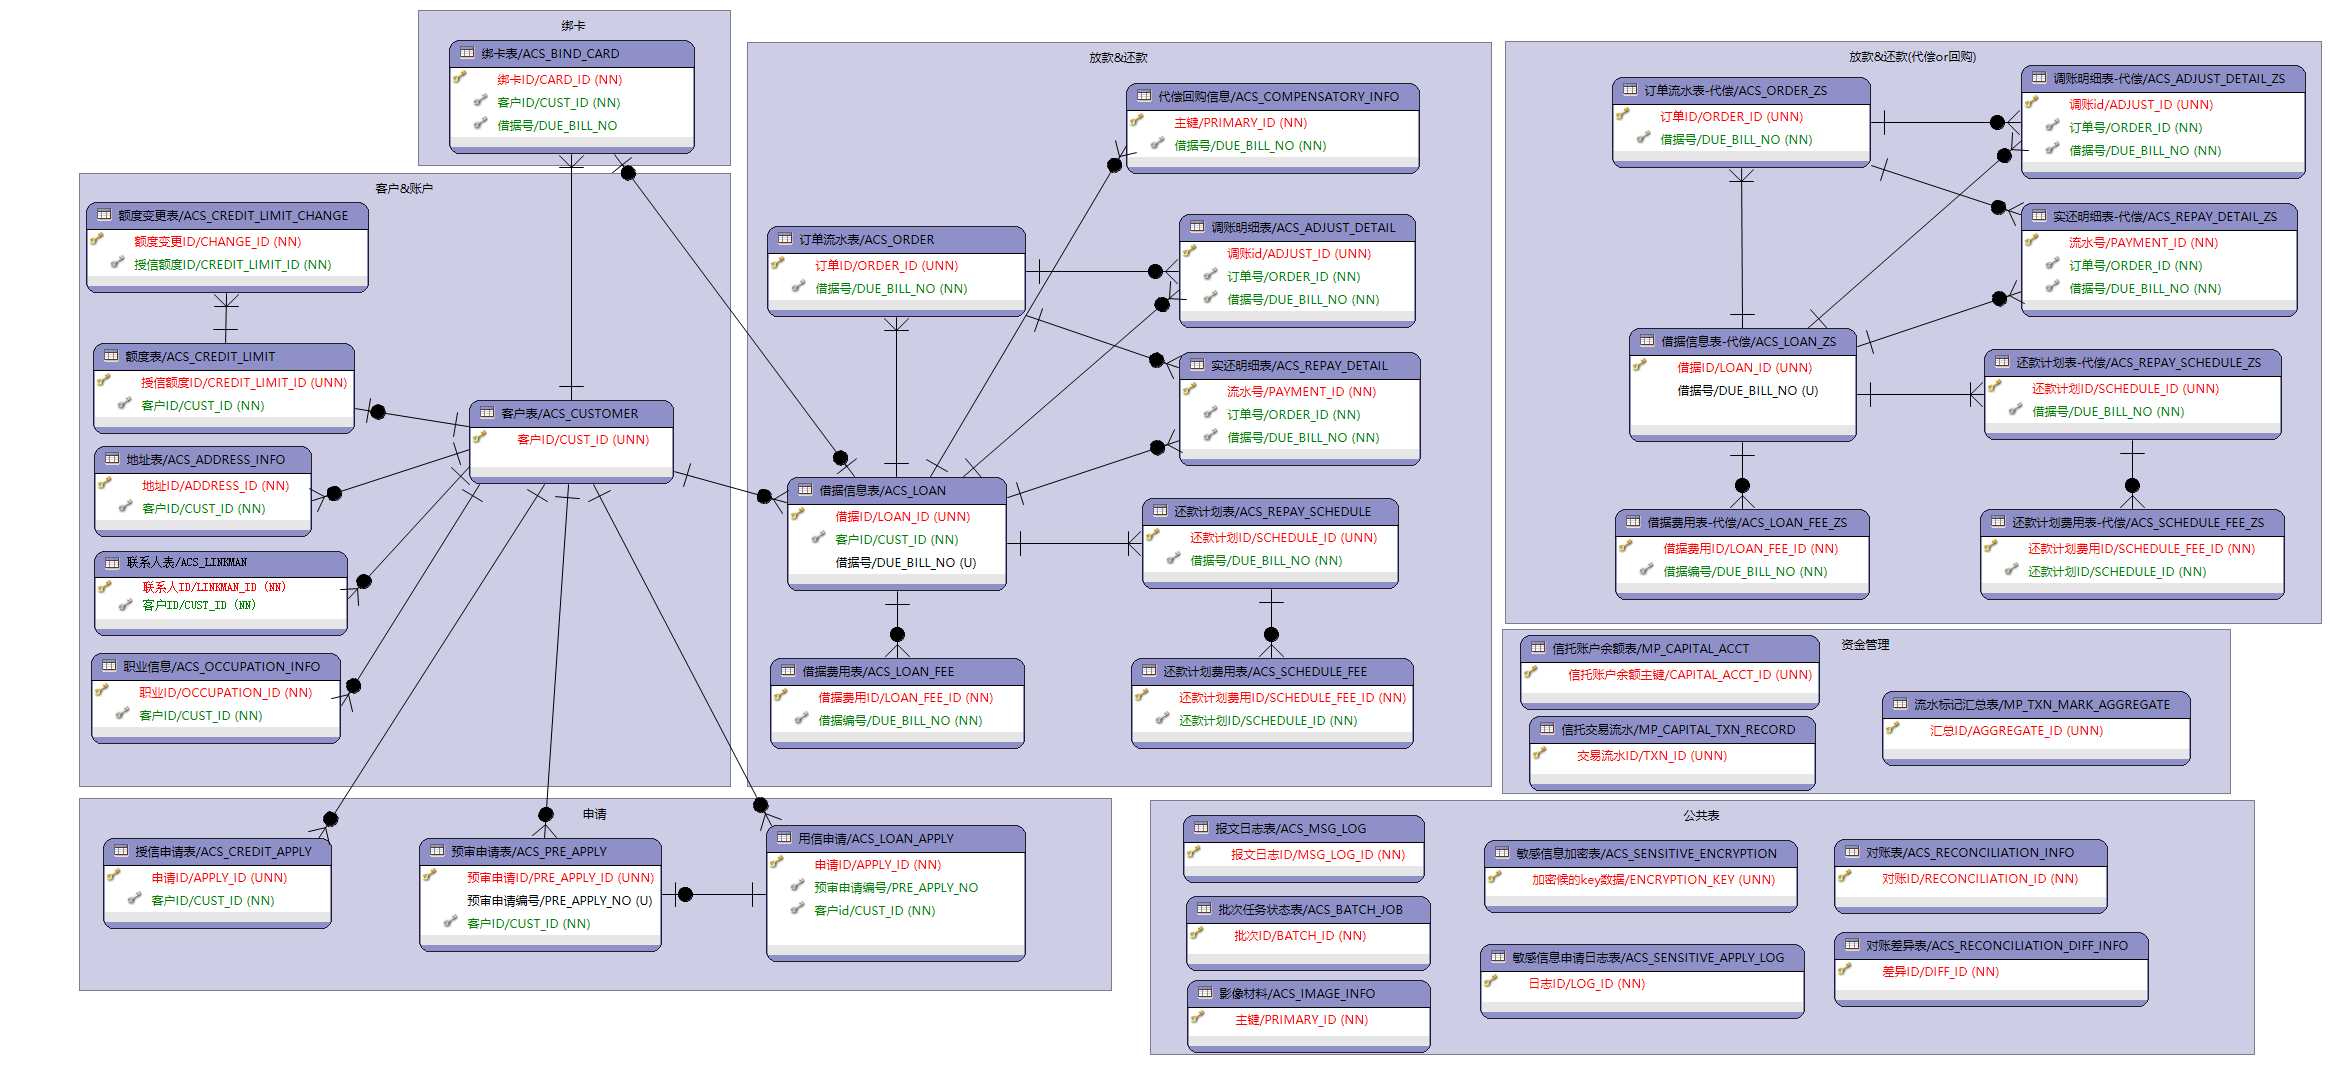 绑卡
绑卡表/ACS_BIND_CARD
绑卡ID/CARD_ID (NN)
客户ID/CUST_ID (NN)
借据号/DUE_BILL_NO
客户&账户
额度变更表/ACS_CREDIT_LIMIT_CHANGE
额度变更ID/CHANGE_ID (NN)
授信额度ID/CREDIT_LIMIT_ID (NN)
额度表/ACS_CREDIT_LIMIT
授信额度ID/CREDIT_LIMIT_ID (UNN)
客户ID/CUST_ID (NN)
客户表/ACS_CUSTOMER
客户ID/CUST_ID (UNN)
地址表/ACS_ADDRESS_INFO
地址ID/ADDRESS_ID (NN)
客户ID/CUST_ID (NN)
联系人表/ACS_LINKMAN
联系人ID/LINKMAN_ID (NN)
客户ID/CUST_ID (NN)
职业信息/ACS_OCCUPATION_INFO
职业ID/OCCUPATION_ID (NN)
客户ID/CUST_ID (NN)
放款&还款
代偿回购信息/ACS_COMPENSATORY_INFO
主键/PRIMARY_ID (NN)
借据号/DUE_BILL_NO (NN)
订单流水表/ACS_ORDER
订单ID/ORDER_ID (UNN)
借据号/DUE_BILL_NO (NN)
调账明细表/ACS_ADJUST_DETAIL
调账id/ADJUST_ID (UNN)
订单号/ORDER_ID (NN)
借据号/DUE_BILL_NO (NN)
实还明细表/ACS_REPAY_DETAIL
流水号/PAYMENT_ID (NN)
订单号/ORDER_ID (NN)
借据号/DUE_BILL_NO (NN)
借据信息表/ACS_LOAN
借据ID/LOAN_ID (UNN)
客户ID/CUST_ID (NN)
借据号/DUE_BILL_NO (U)
还款计划表/ACS_REPAY_SCHEDULE
还款计划ID/SCHEDULE_ID (UNN)
借据号/DUE_BILL_NO (NN)
借据费用表/ACS_LOAN_FEE
借据费用ID/LOAN_FEE_ID (NN)
借据编号/DUE_BILL_NO (NN)
还款计划费用表/ACS_SCHEDULE_FEE
还款计划费用ID/SCHEDULE_FEE_ID (NN)
还款计划ID/SCHEDULE_ID (NN)
放款&还款(代偿or回购)
订单流水表-代偿/ACS_ORDER_ZS
订单ID/ORDER_ID (UNN)
借据号/DUE_BILL_NO (NN)
调账明细表-代偿/ACS_ADJUST_DETAIL_ZS
调账id/ADJUST_ID (UNN)
订单号/ORDER_ID (NN)
借据号/DUE_BILL_NO (NN)
实还明细表-代偿/ACS_REPAY_DETAIL_ZS
流水号/PAYMENT_ID (NN)
订单号/ORDER_ID (NN)
借据号/DUE_BILL_NO (NN)
借据信息表-代偿/ACS_LOAN_ZS
借据ID/LOAN_ID (UNN)
借据号/DUE_BILL_NO (U)
还款计划表-代偿/ACS_REPAY_SCHEDULE_ZS
还款计划ID/SCHEDULE_ID (UNN)
借据号/DUE_BILL_NO (NN)
借据费用表-代偿/ACS_LOAN_FEE_ZS
借据费用ID/LOAN_FEE_ID (NN)
借据编号/DUE_BILL_NO (NN)
还款计划费用表-代偿/ACS_SCHEDULE_FEE_ZS
还款计划费用ID/SCHEDULE_FEE_ID (NN)
还款计划ID/SCHEDULE_ID (NN)
资金管理
信托账户余额表/MP_CAPITAL_ACCT
信托账户余额主键/CAPITAL_ACCT_ID (UNN)
信托交易流水/MP_CAPITAL_TXN_RECORD
交易流水ID/TXN_ID (UNN)
流水标记汇总表/MP_TXN_MARK_AGGREGATE
汇总ID/AGGREGATE_ID (UNN)
申请
授信申请表/ACS_CREDIT_APPLY
申请ID/APPLY_ID (UNN)
客户ID/CUST_ID (NN)
预审申请表/ACS_PRE_APPLY
预审申请ID/PRE_APPLY_ID (UNN)
预审申请编号/PRE_APPLY_NO (U)
客户ID/CUST_ID (NN)
用信申请/ACS_LOAN_APPLY
申请ID/APPLY_ID (NN)
预审申请编号/PRE_APPLY_NO
客户id/CUST_ID (NN)
公共表
报文日志表/ACS_MSG_LOG
报文日志ID/MSG_LOG_ID (NN)
批次任务状态表/ACS_BATCH_JOB
批次ID/BATCH_ID (NN)
影像材料/ACS_IMAGE_INFO
主键/PRIMARY_ID (NN)
敏感信息加密表/ACS_SENSITIVE_ENCRYPTION
加密候的key数据/ENCRYPTION_KEY (UNN)
敏感信息申请日志表/ACS_SENSITIVE_APPLY_LOG
日志ID/LOG_ID (NN)
对账表/ACS_RECONCILIATION_INFO
对账ID/RECONCILIATION_ID (NN)
对账差异表/ACS_RECONCILIATION_DIFF_INFO
差异ID/DIFF_ID (NN)